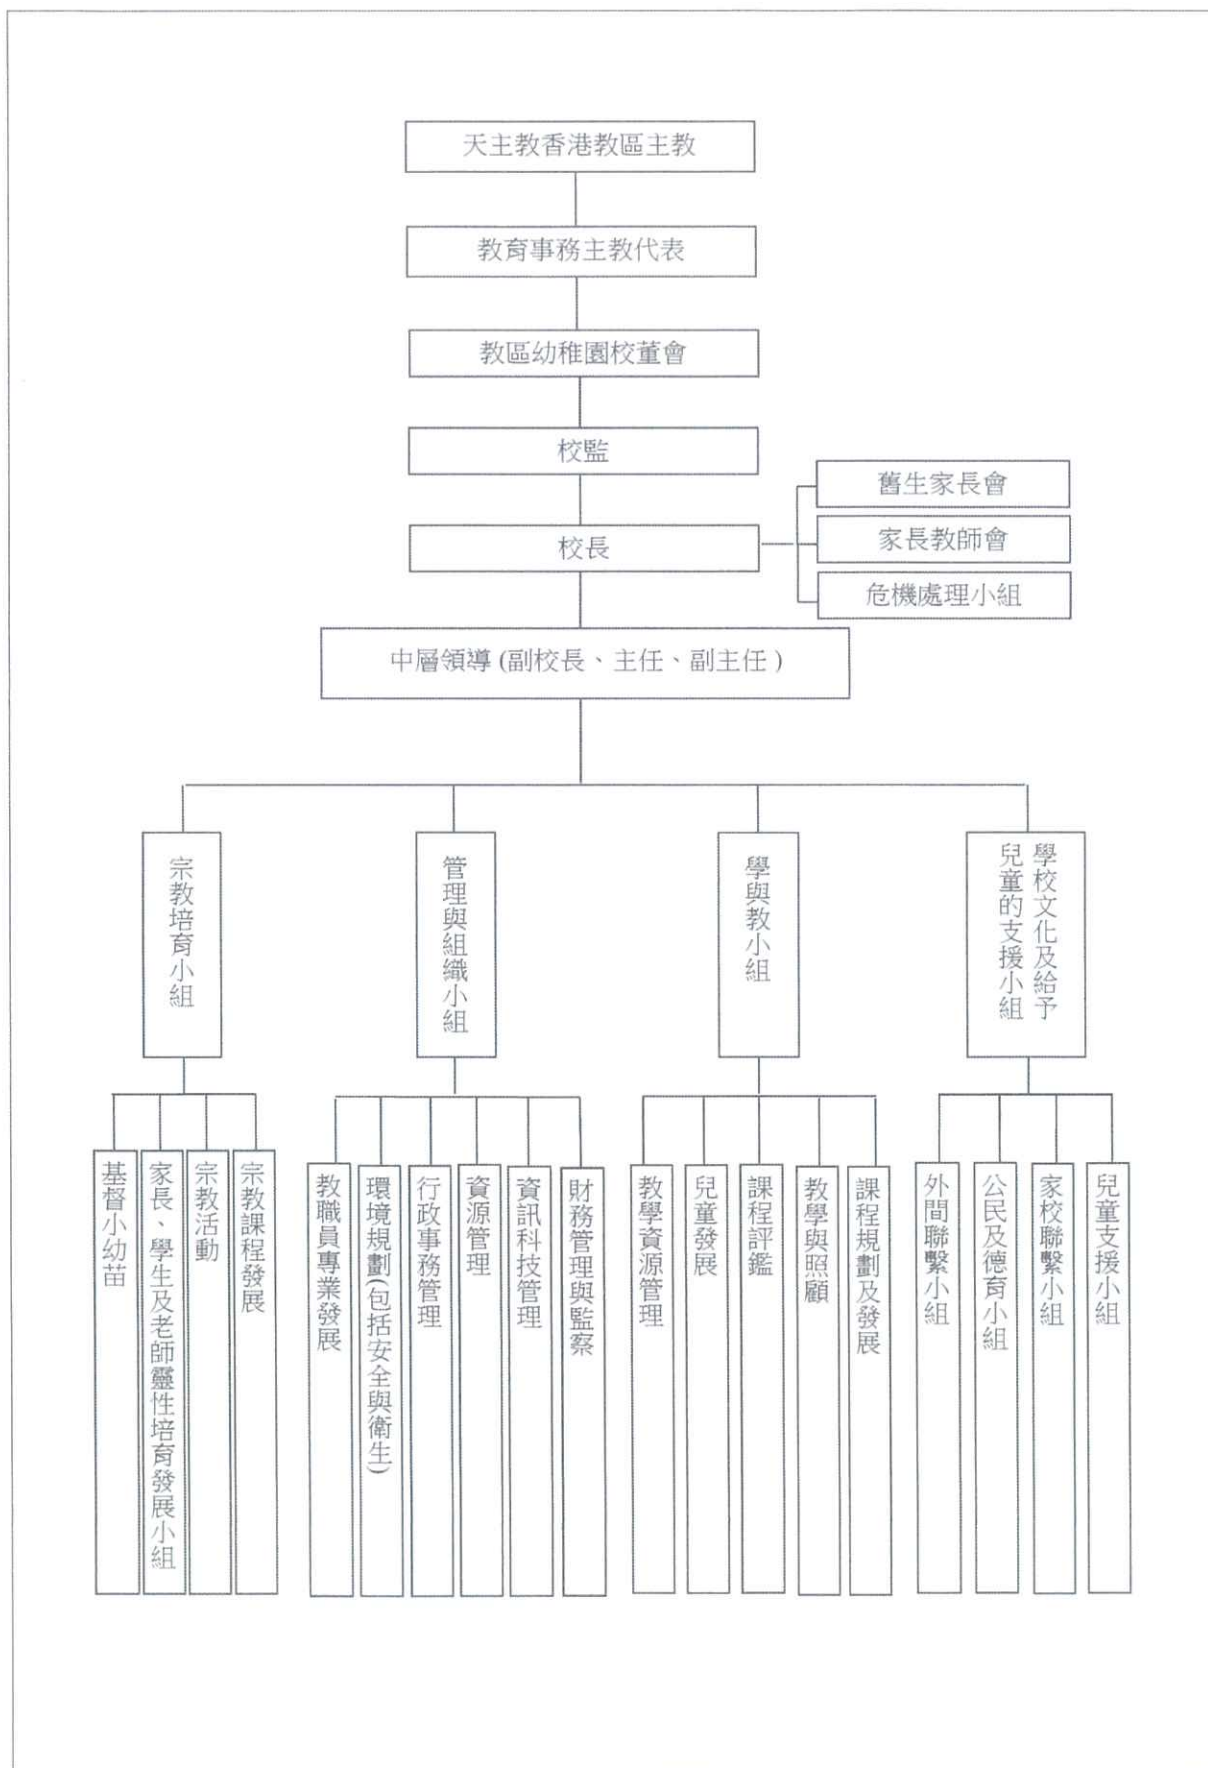 天主教香港教區主教
教育事務主教代表
教區幼稚園校董會
校監
校長
舊生家長會
家長教師會
危機處理小組
中層領導 (副校長、主任、副主任 )
宗教培育小組
管理與組織小組
學與教小組
學校文化及給予
兒童的支援小組
基督小幼苗
家長、學生及老師靈性培育發展小組
宗教活動
宗教課程發展
教職員專業發展
環境規劃(包括安全與衛生)
行政事務管理
資源管理
資訊科技管理
財務管理與監察
教學資源管理
兒童發展
課程評鑑
教學與照顧
課程規劃及發展
外間聯繫小組
公民及德育小組
家校聯繫小組
兒童支援小組